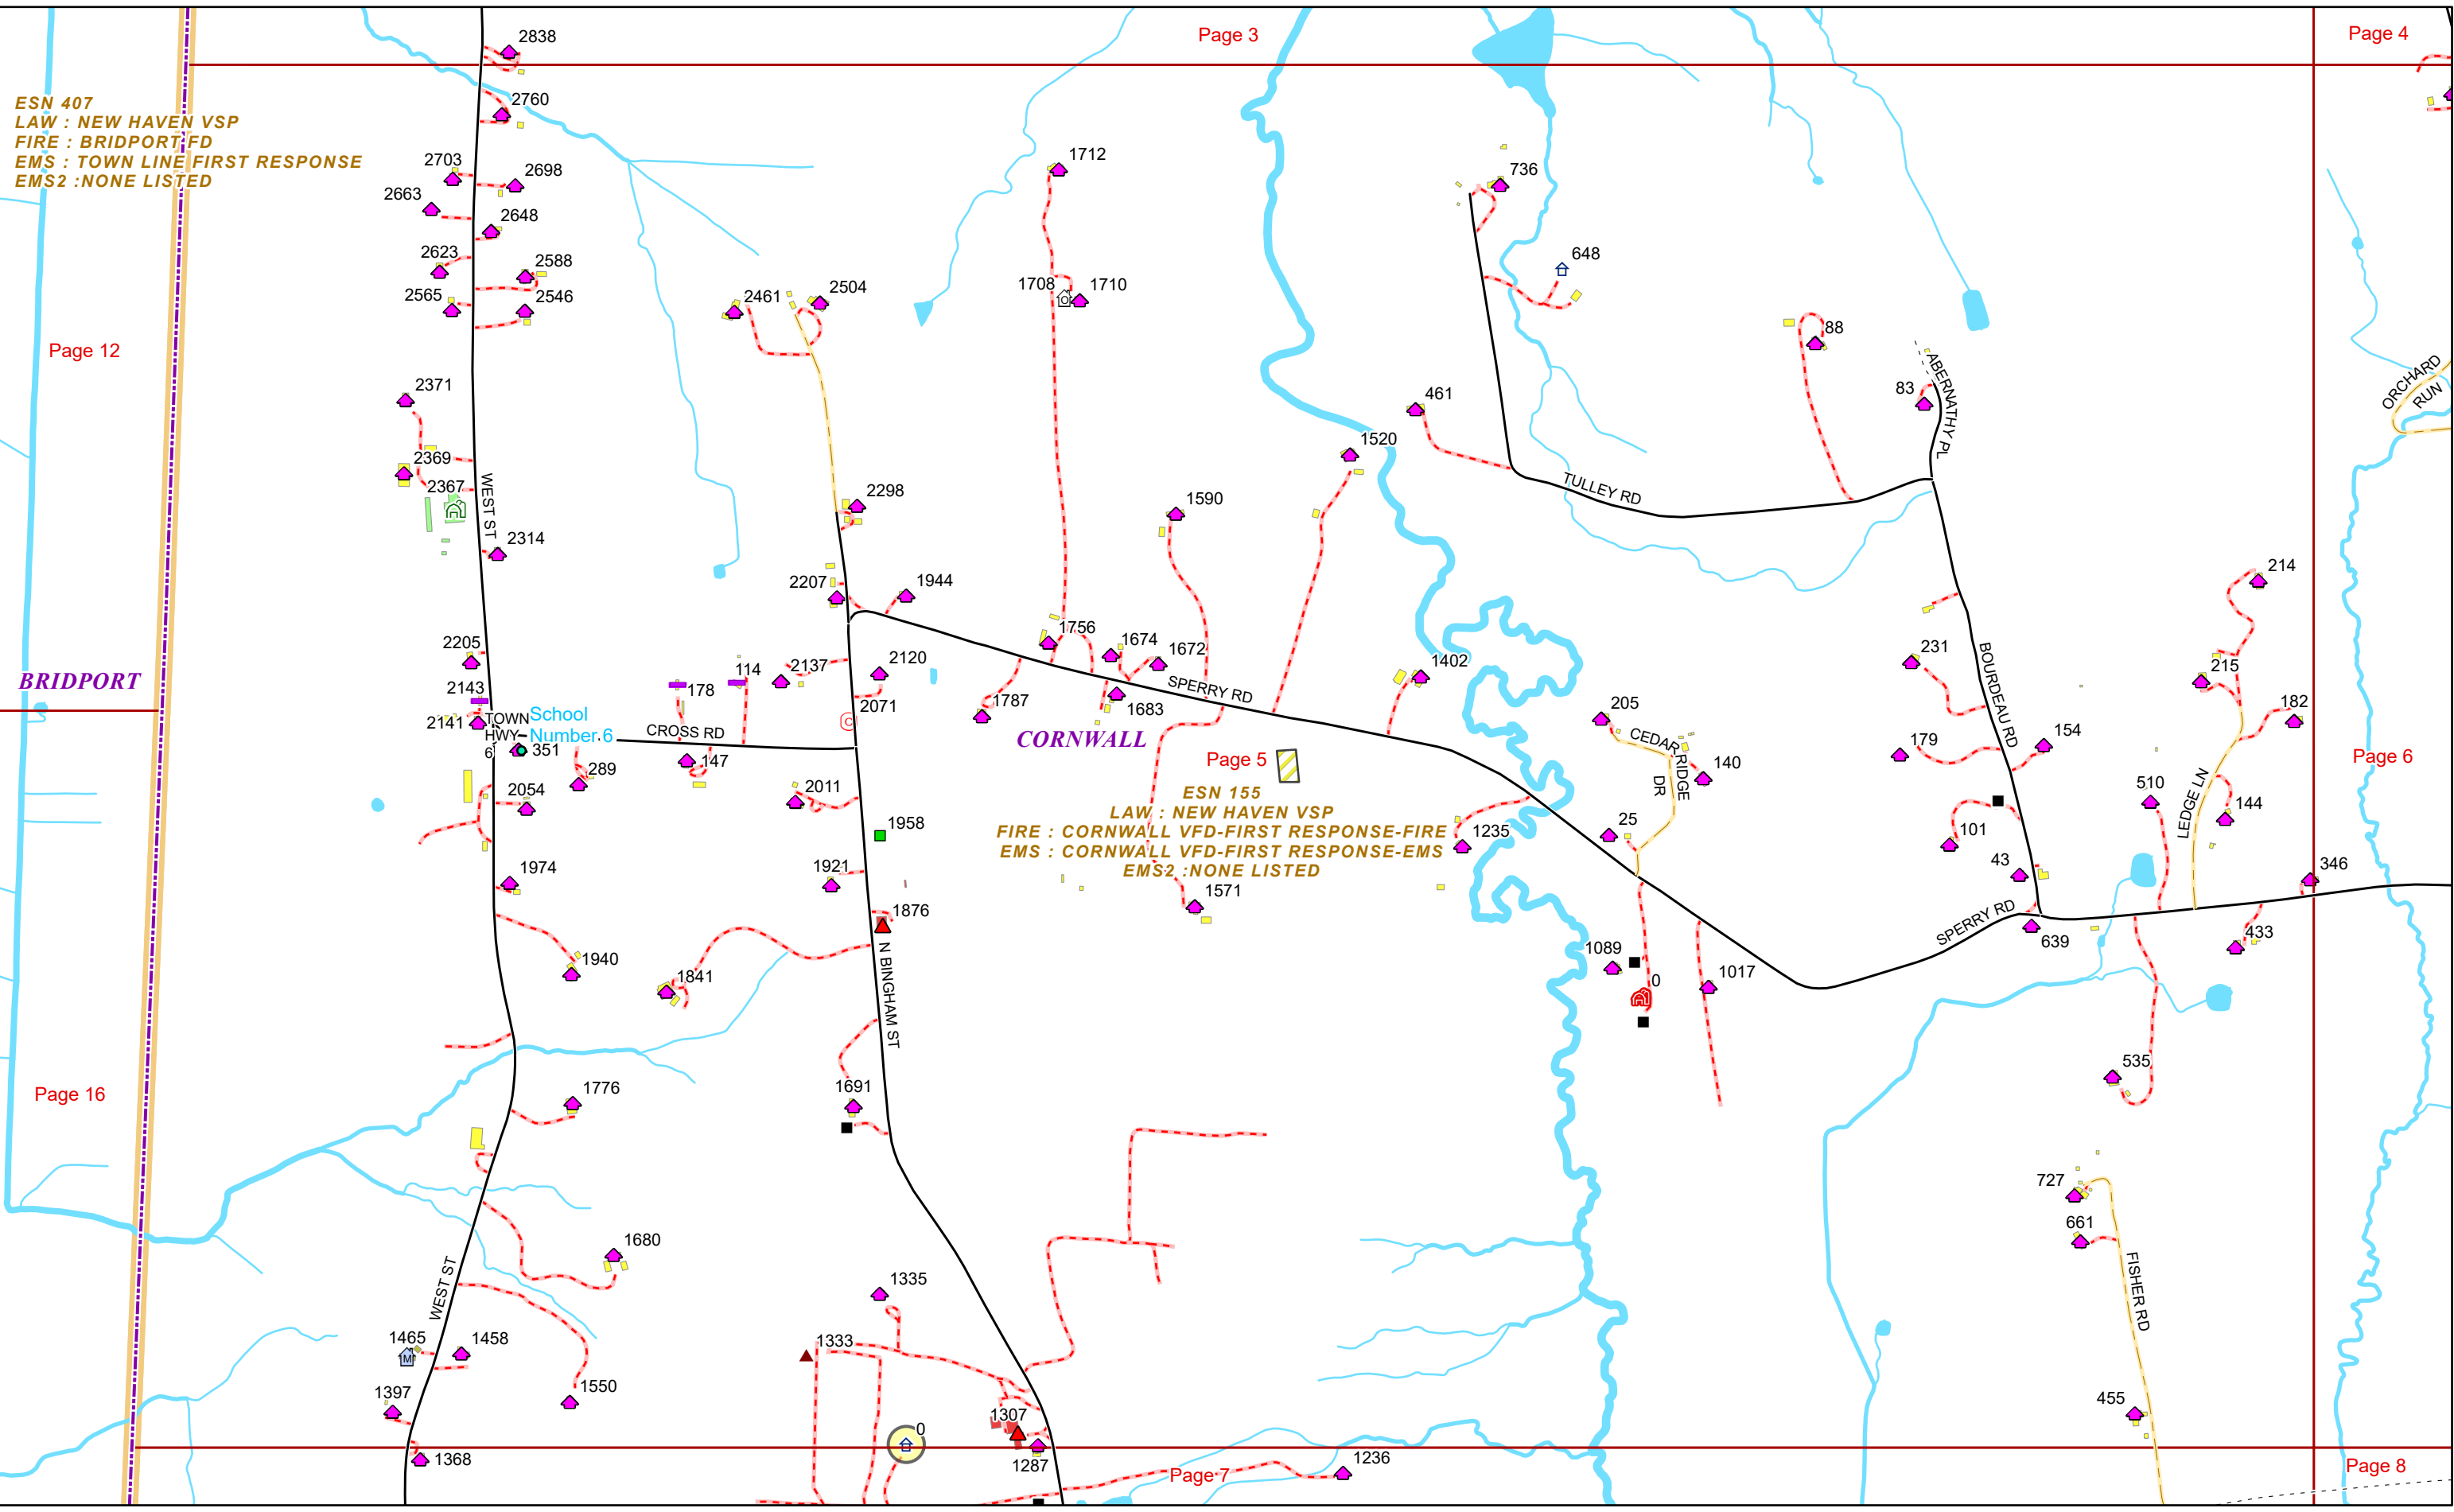 Page 3
Page 4
2838
ESN 407
LAW : NEW HAVEN VSP
FIRE : BRIDPORT FD
EMS : TOWN LINE FIRST RESPONSE
EMS2 :NONE LISTED
2760
2703
2698
2663
2648
2623
2588
2565
2546
1712
736
648
1708
1710
2461
2504
88
83
ABERNATHY PL
ORCHARD
RUN
Page 12
2371
461
1520
2369
2367
WEST ST
2298
1590
TULLEY RD
2314
2207
1944
214
2205
1756
1674
1672
1402
231
BOURDEAU RD
215
BRIDPORT
2143
178
114
2137
2120
SPERRY RD
182
2141
TOWN
HWY
6
School
Number 6
351
CROSS RD
2071
1787
1683
CORNWALL
205
CEDAR
RIDGE
DR
179
154
Page 5
Page 6
289
147
140
2054
2011
510
LEDGE LN
144
ESN 155
LAW : NEW HAVEN VSP
FIRE : CORNWALL VFD-FIRST RESPONSE-FIRE
EMS : CORNWALL VFD-FIRST RESPONSE-EMS
EMS2 :NONE LISTED
1958
1235
25
101
43
346
1974
1921
1571
1876
N BINGHAM ST
SPERRY RD
639
433
1940
1841
1089
0
1017
535
Page 16
1776
1691
727
661
1680
FISHER RD
WEST ST
1335
1333
1465
M
1458
1550
1397
455
1307
0
1368
1287
Page 7
1236
Page 8
C
O